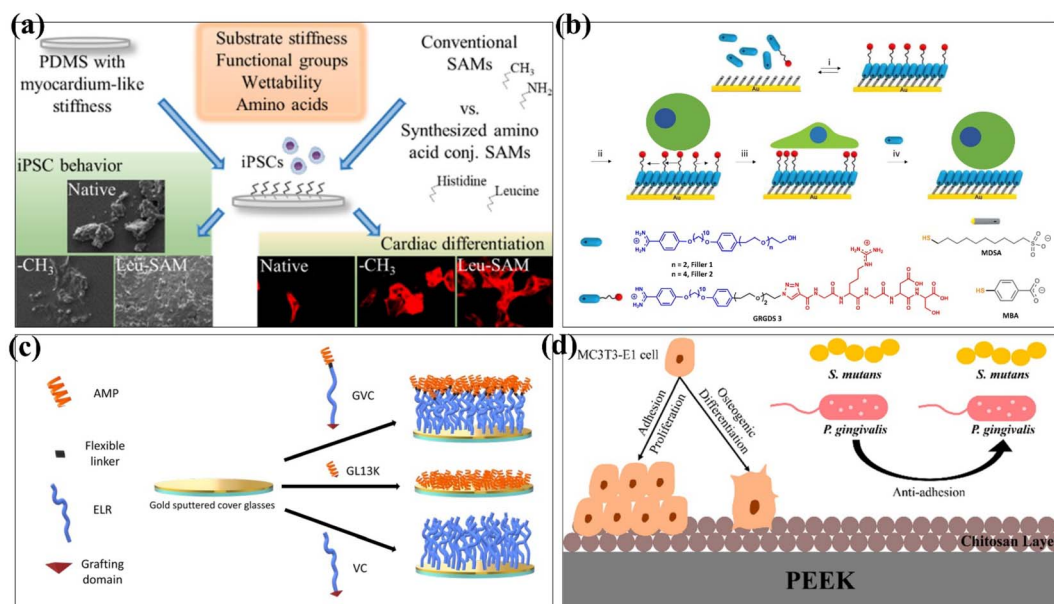 (a)
PDMS with
myocardium-like
stiffness
Substrate stiffness
Functional groups
Wettability
Amino acids
Conventional
SAMs
CH3
NH2
vs.
Synthesized amino
acid conj. SAMs
Histidine
Leucine
iPSCs
iPSC behavior
Native
-CH3
Leu-SAM
Cardiac differentiation
Native
-CH3
Leu-SAM
(b)
i
Au
Au
ii
iii
iv
Au
Au
Au
n = 2, Filler 1
n = 4, Filler 2
GRGDS 3
HS
MDSA
HS
MBA
(c)
AMP
Flexible
linker
ELR
Grafting
domain
Gold sputtered cover glasses
GVC
GL13K
VC
(d)
MC3T3-E1 cell
Adhesion
Proliferation
Osteogenic
Differentiation
S. mutans
P. gingivalis
S. mutans
P. gingivalis
Anti-adhesion
Chitosan Layer
PEEK